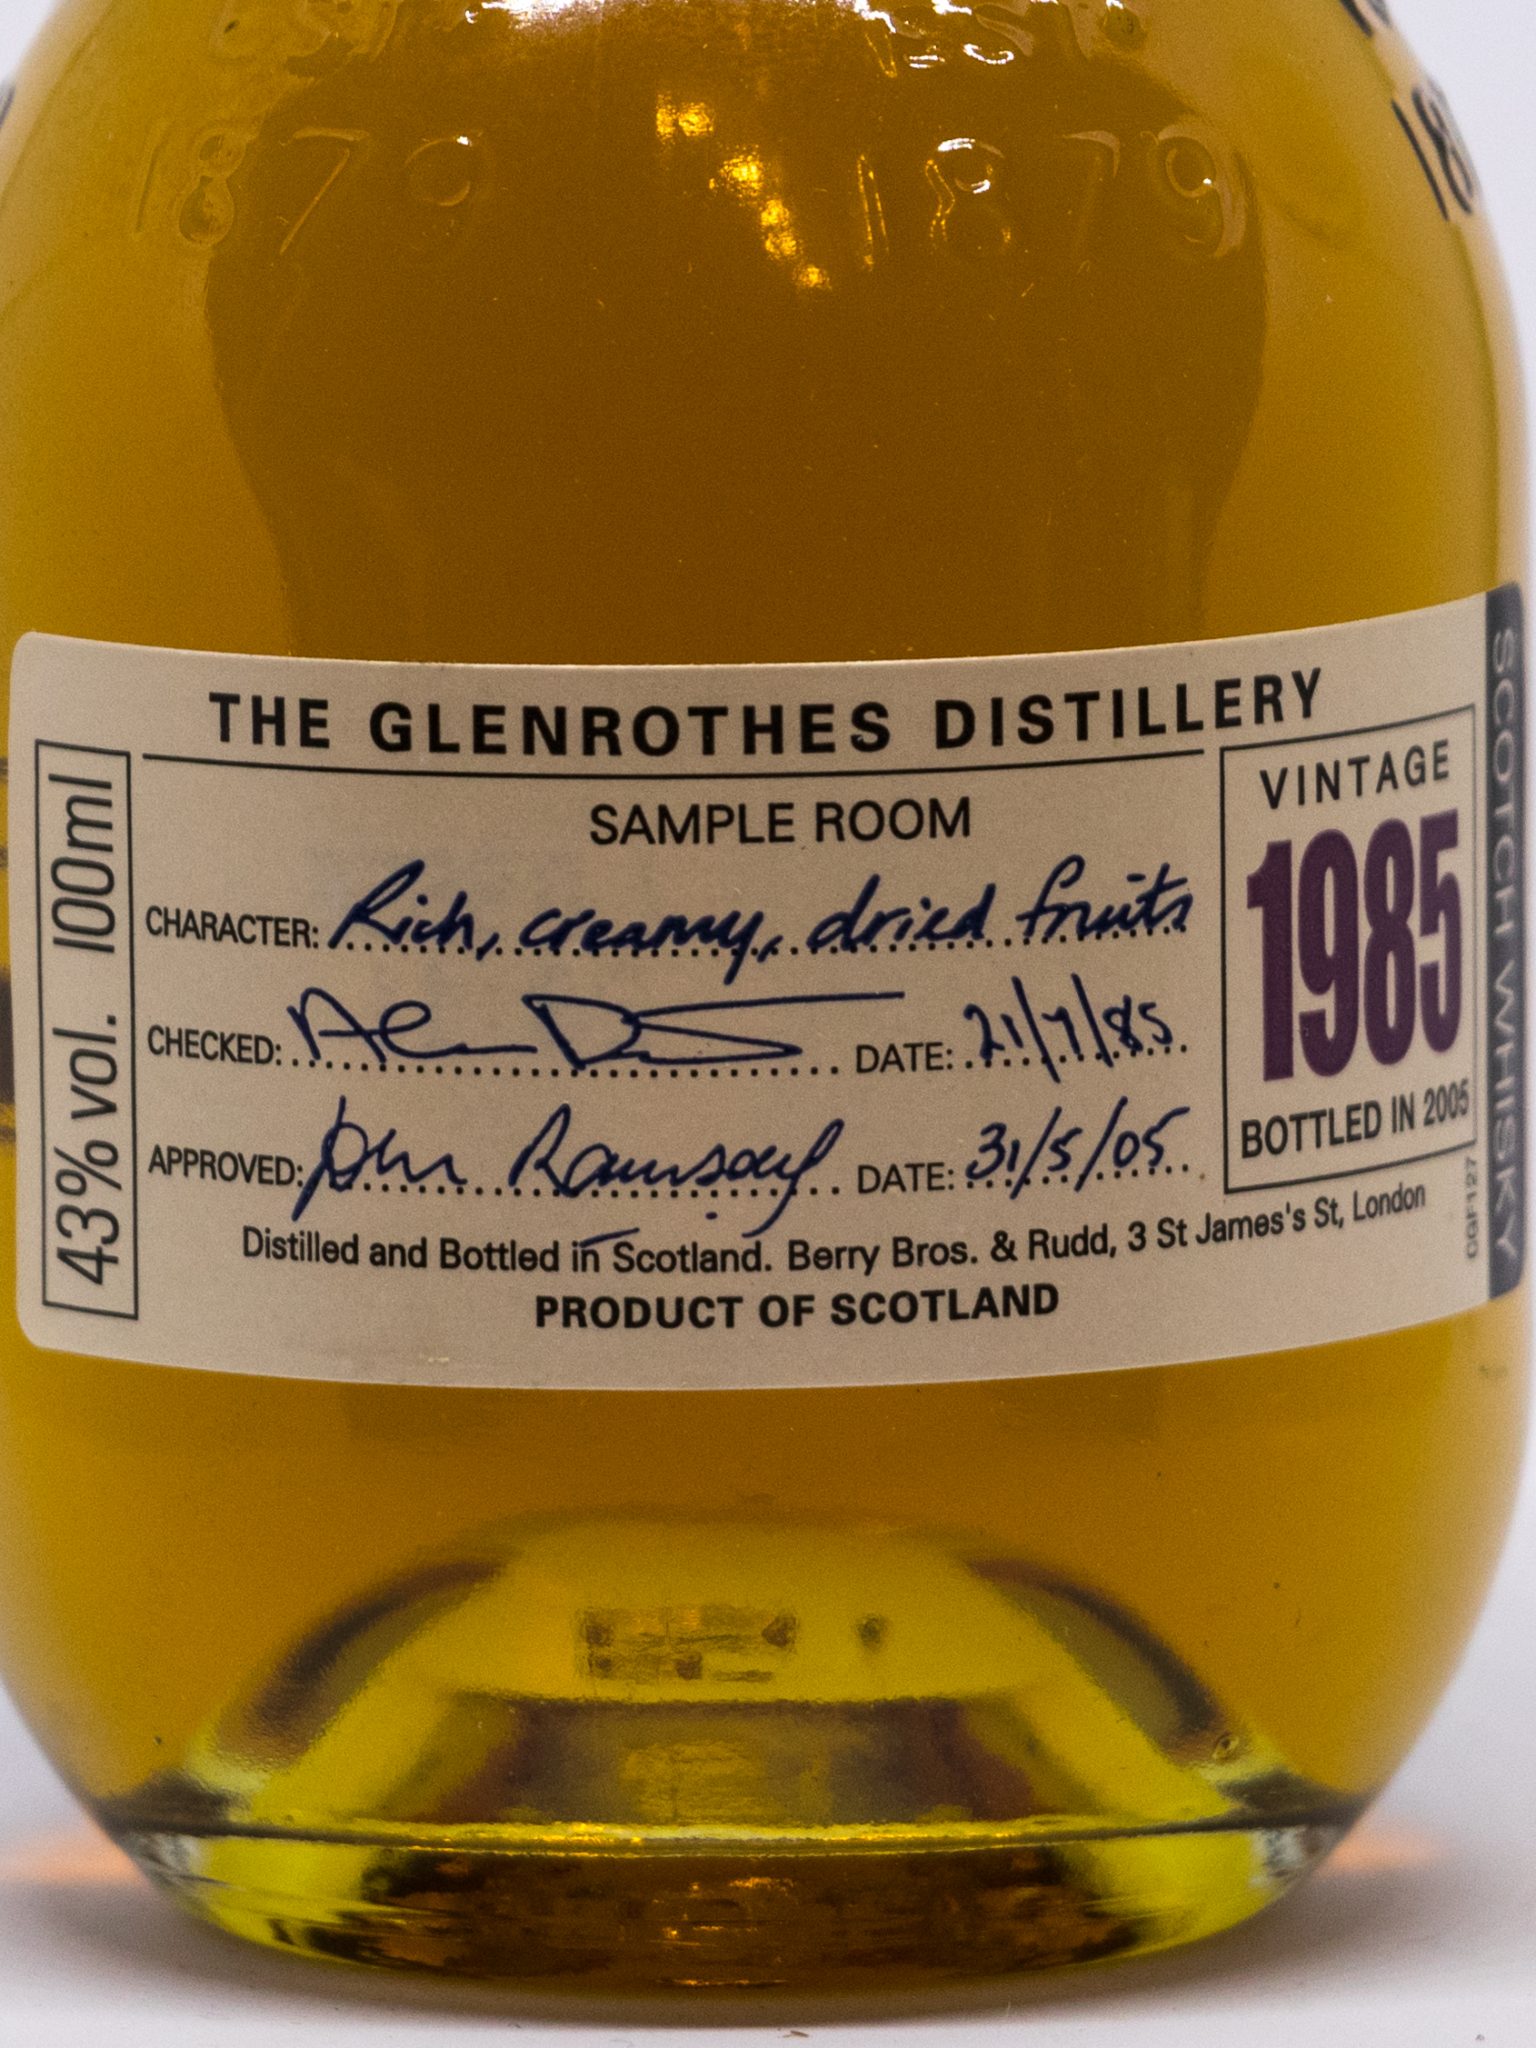 1879 1879
THE GLENROTHES DISTILLERY
43% vol. 100ml
SAMPLE ROOM
CHARACTER: Rich, creamy, dried fruits
CHECKED: DATE: 21/7/85
APPROVED: John Ramsay DATE: 31/5/05
Distilled and Bottled in Scotland. Berry Bros. & Rudd, 3 St James's St, London
PRODUCT OF SCOTLAND
VINTAGE
1985
BOTTLED IN 2005
SCOTCH WHISKY